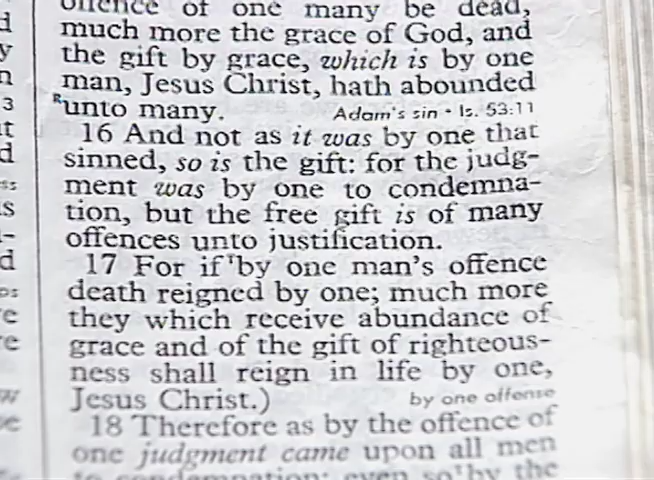 offence of one many be dead,
much more the grace of God, and
the gift by grace, which is by one
man, Jesus Christ, hath abounded
R unto many. Adam's sin - Is. 53:11
16 And not as it was by one that
sinned, so is the gift: for the judg-
ment was by one to condemna-
tion, but the free gift is of many
offences unto justification.
17 For if r by one man's offence
death reigned by one; much more
they which receive abundance of
grace and of the gift of righteous-
ness shall reign in life by one,
Jesus Christ.) by one offense
18 Therefore as by the offence of
one judgment came upon all men
to condemnation: even so by the